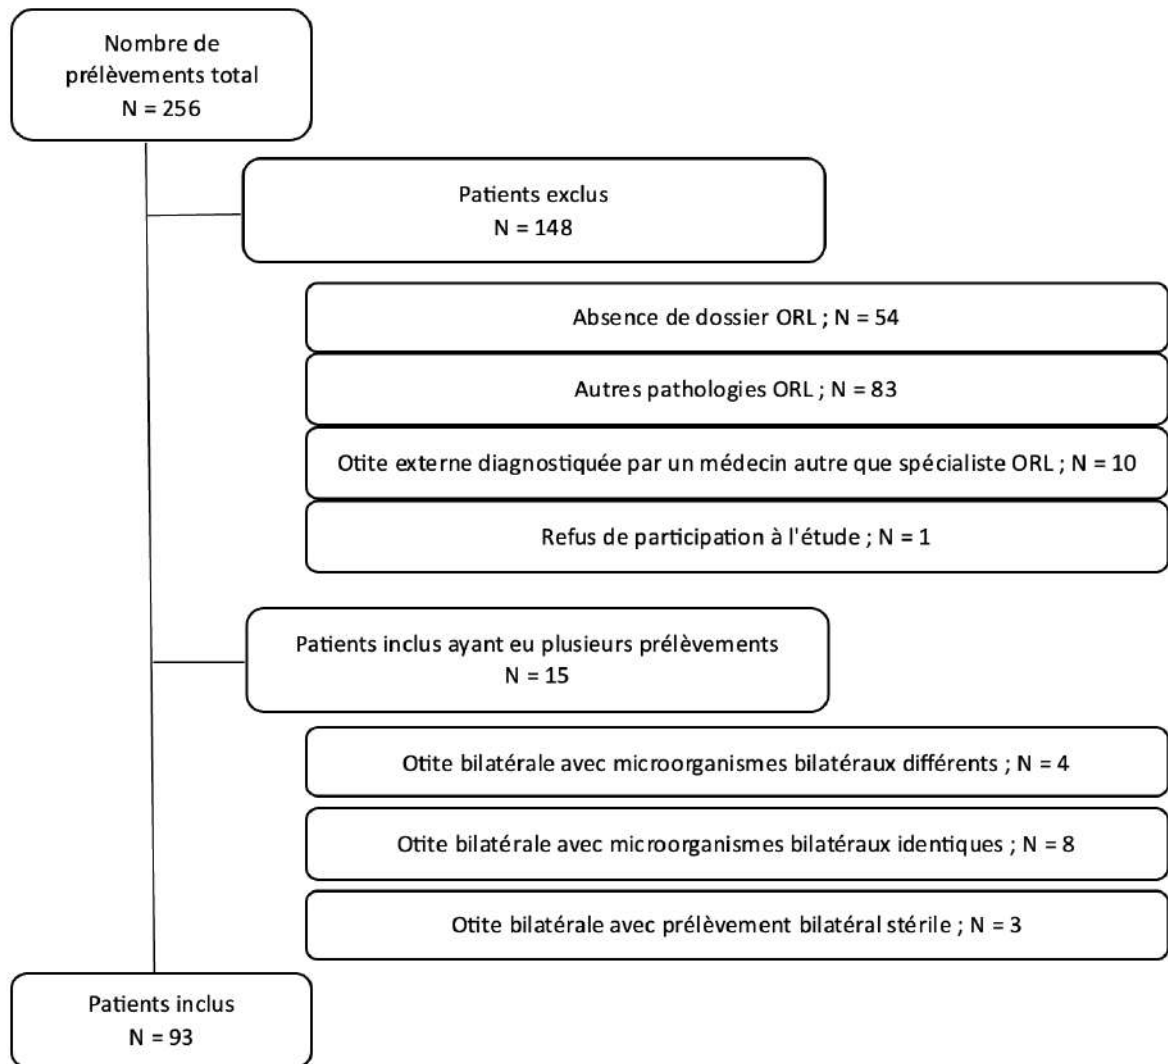 Nombre de
prélèvements total
N = 256
Patients exclus
N = 148
Absence de dossier ORL ; N = 54
Autres pathologies ORL ; N = 83
Otite externe diagnostiquée par un médecin autre que spécialiste ORL ; N = 10
Refus de participation à l'étude ; N = 1
Patients inclus ayant eu plusieurs prélèvements
N = 15
Otite bilatérale avec microorganismes bilatéraux différents ; N = 4
Otite bilatérale avec microorganismes bilatéraux identiques ; N = 8
Otite bilatérale avec prélèvement bilatéral stérile ; N = 3
Patients inclus
N = 93